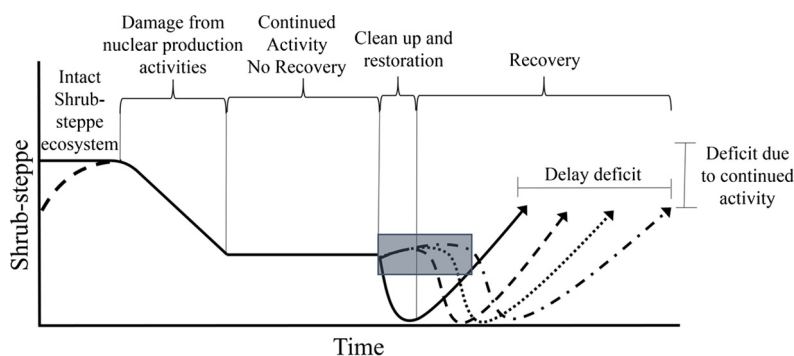 Damage from
nuclear production
activities
Continued
Activity
No Recovery
Clean up and
restoration
Recovery
Intact
Shrub-
steppe
ecosystem
Delay deficit
Deficit due
to continued
activity
Shrub-steppe
Time